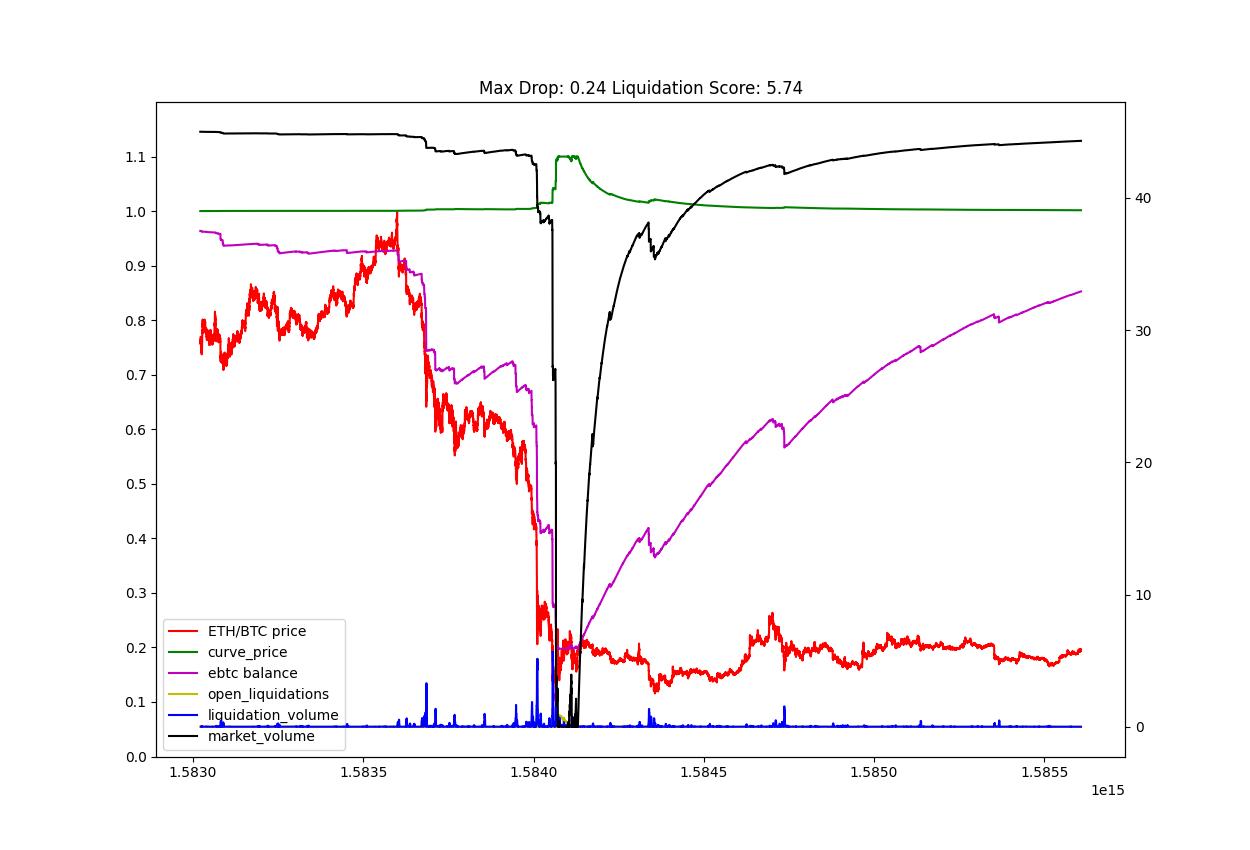 Max Drop: 0.24 Liquidation Score: 5.74
1.1
1.0
0.9
0.8
0.7
0.6
0.5
0.4
0.3
0.2
0.1
0.0
40
30
20
10
0
ETH/BTC price
curve_price
ebtc balance
open_liquidations
liquidation_volume
market_volume
1.5830 1.5835 1.5840 1.5845 1.5850 1.5855
1e15